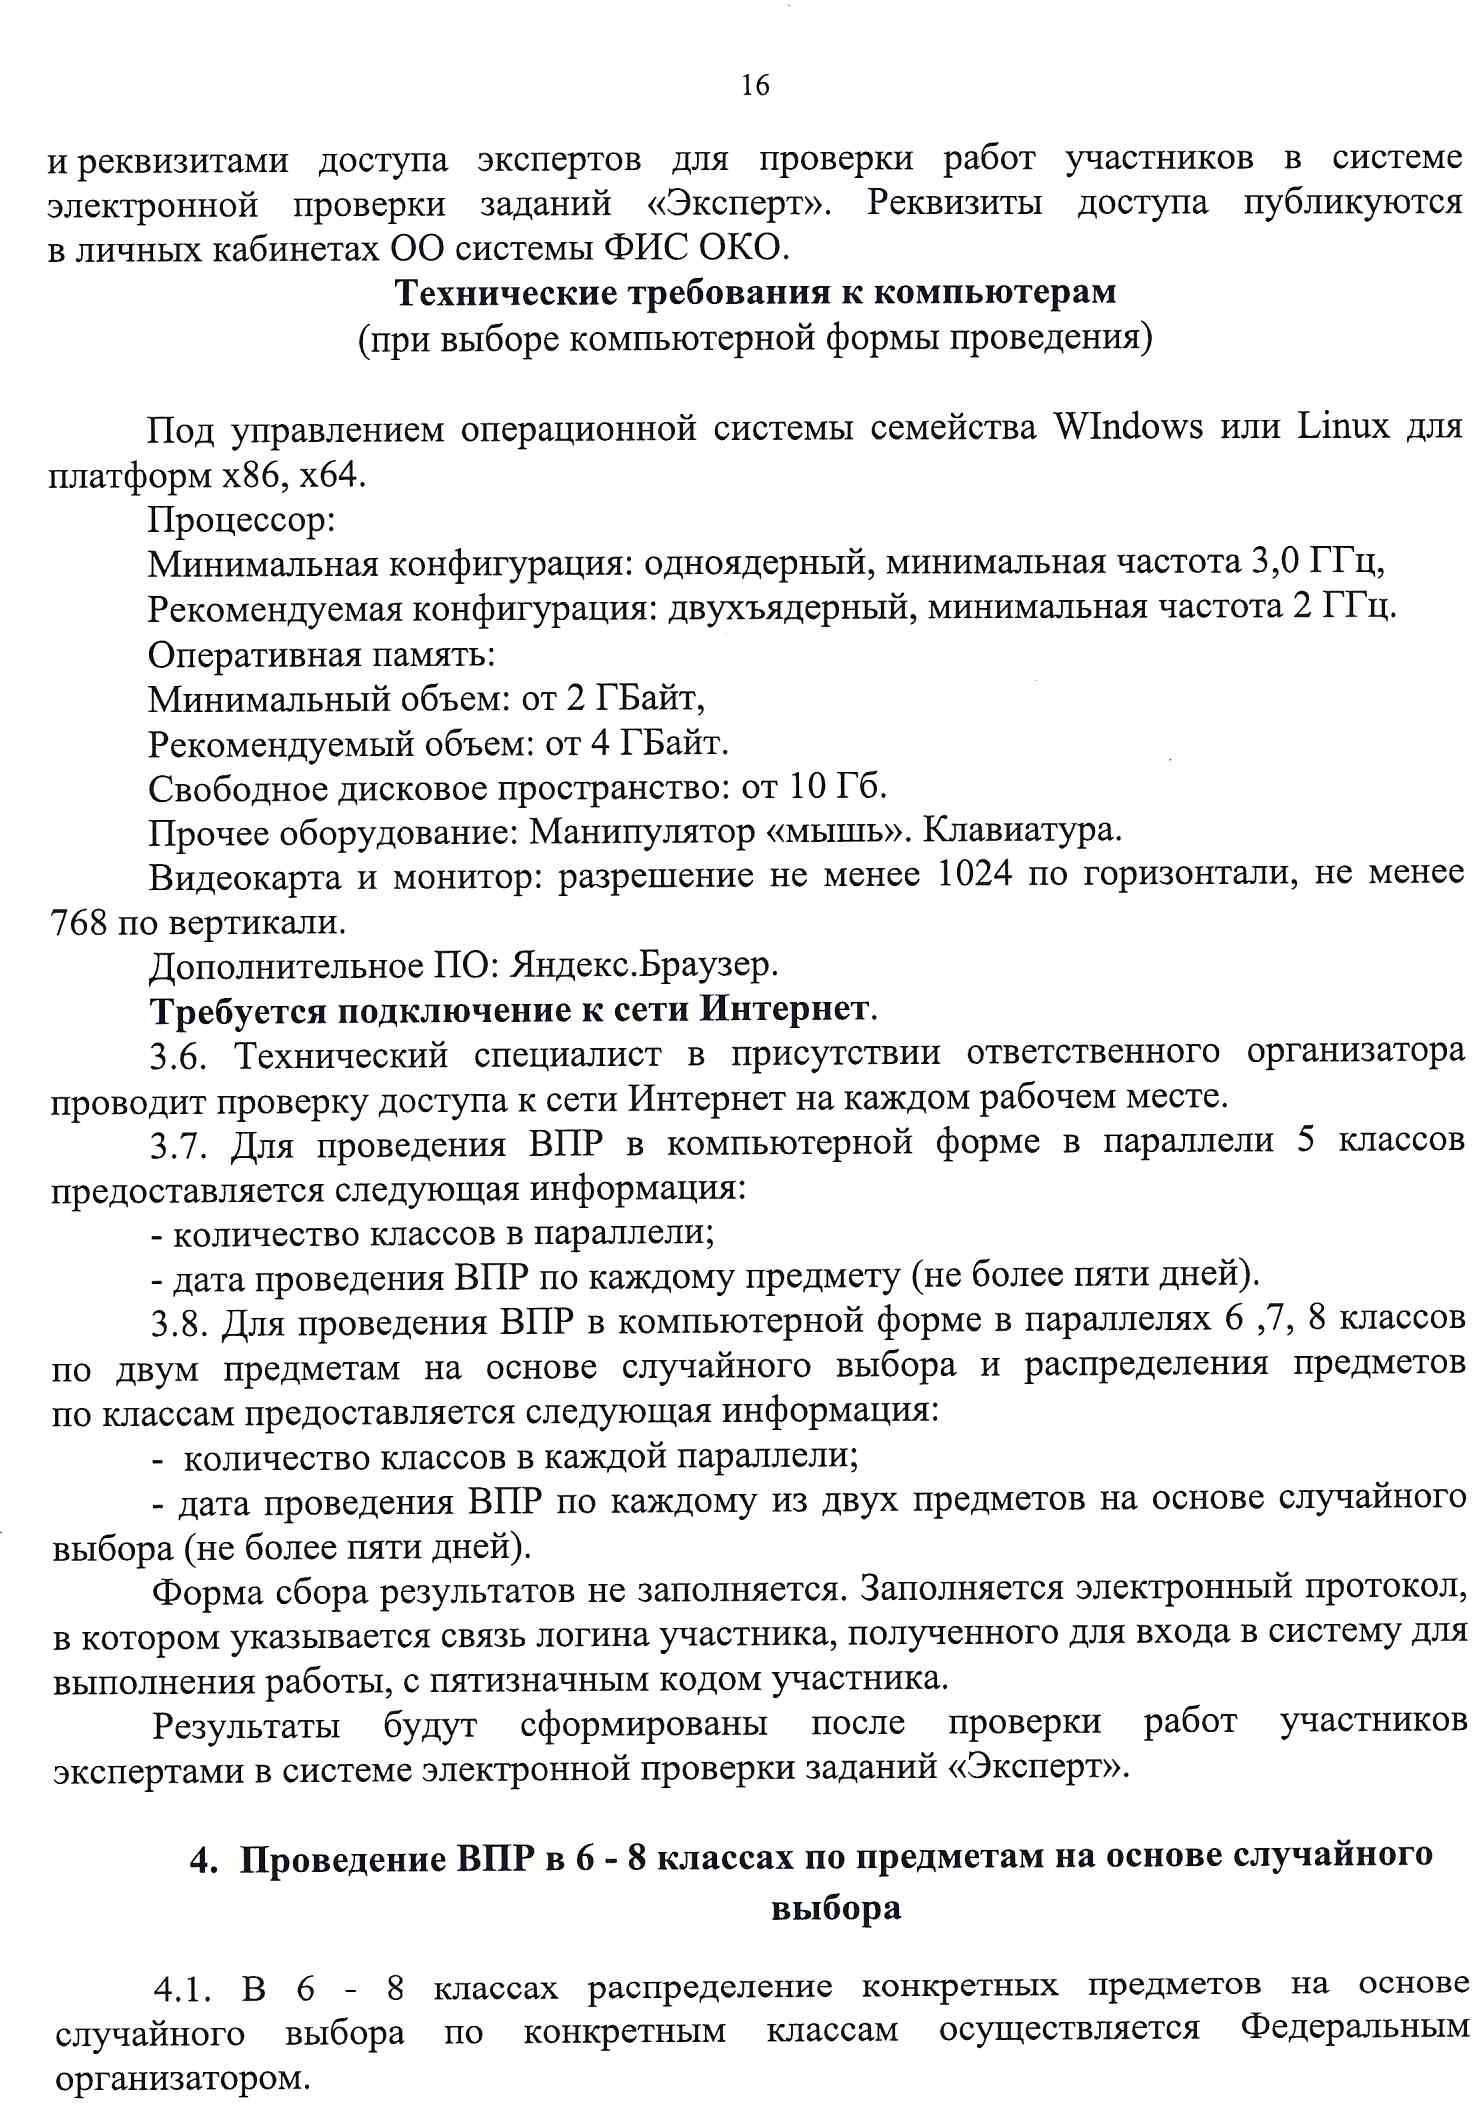 16
и реквизитами доступа экспертов для проверки работ участников в системе
электронной проверки заданий «Эксперт». Реквизиты доступа публикуются
в личных кабинетах ОО системы ФИС ОКО.
Технические требования к компьютерам
(при выборе компьютерной формы проведения)
Под управлением операционной системы семейства WIndows или Linux для
платформ x86, x64.
Процессор:
Минимальная конфигурация: одноядерный, минимальная частота 3,0 ГГц,
Рекомендуемая конфигурация: двухъядерный, минимальная частота 2 ГГц.
Оперативная память:
Минимальный объем: от 2 ГБайт,
Рекомендуемый объем: от 4 ГБайт.
Свободное дисковое пространство: от 10 Гб.
Прочее оборудование: Манипулятор «мышь». Клавиатура.
Видеокарта и монитор: разрешение не менее 1024 по горизонтали, не менее
768 по вертикали.
Дополнительное ПО: Яндекс.Браузер.
Требуется подключение к сети Интернет.
3.6. Технический специалист в присутствии ответственного организатора
проводит проверку доступа к сети Интернет на каждом рабочем месте.
3.7. Для проведения ВПР в компьютерной форме в параллели 5 классов
предоставляется следующая информация:
- количество классов в параллели;
- дата проведения ВПР по каждому предмету (не более пяти дней).
3.8. Для проведения ВПР в компьютерной форме в параллелях 6 ,7, 8 классов
по двум предметам на основе случайного выбора и распределения предметов
по классам предоставляется следующая информация:
- количество классов в каждой параллели;
- дата проведения ВПР по каждому из двух предметов на основе случайного
выбора (не более пяти дней).
Форма сбора результатов не заполняется. Заполняется электронный протокол,
в котором указывается связь логина участника, полученного для входа в систему для
выполнения работы, с пятизначным кодом участника.
Результаты будут сформированы после проверки работ участников
экспертами в системе электронной проверки заданий «Эксперт».
4. Проведение ВПР в 6 - 8 классах по предметам на основе случайного
выбора
4.1. В 6 - 8 классах распределение конкретных предметов на основе
случайного выбора по конкретным классам осуществляется Федеральным
организатором.